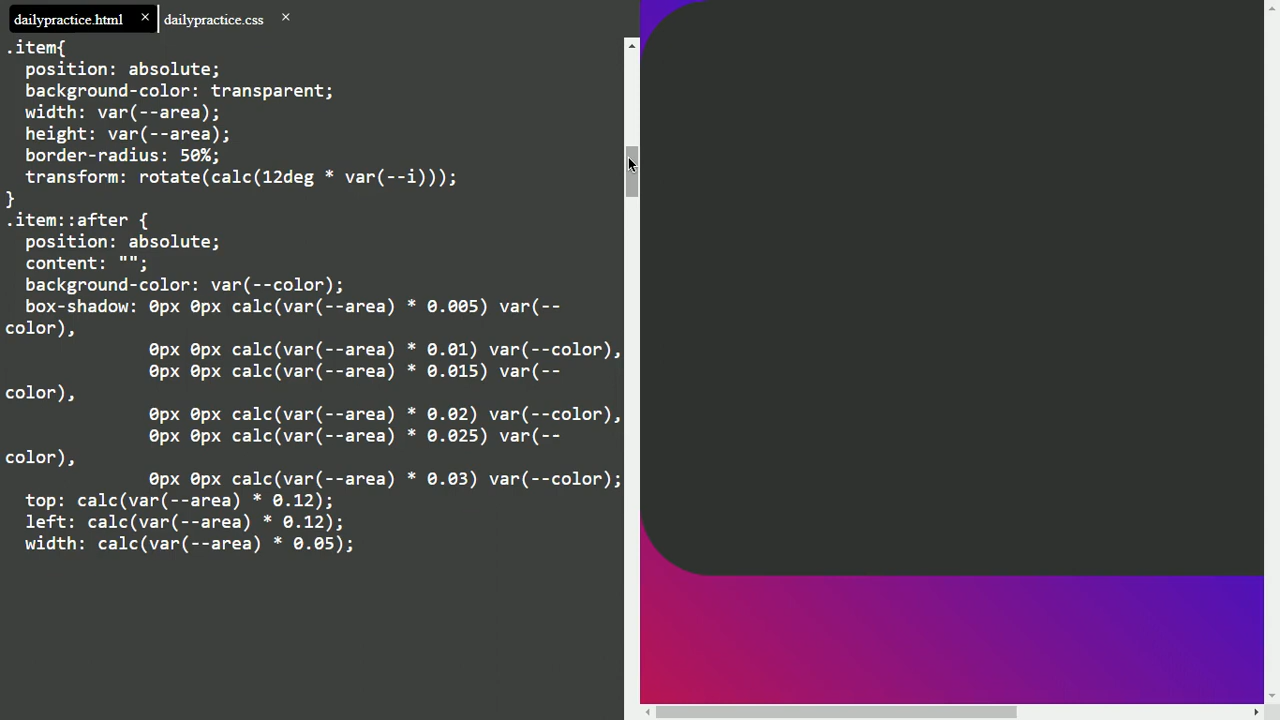 dailypractice.html × dailypractice.css ×
.item{
  position: absolute;
  background-color: transparent;
  width: var(--area);
  height: var(--area);
  border-radius: 50%;
  transform: rotate(calc(12deg * var(--i)));
}
.item::after {
  position: absolute;
  content: "";
  background-color: var(--color);
  box-shadow: 0px 0px calc(var(--area) * 0.005) var(--
color),
              0px 0px calc(var(--area) * 0.01) var(--color),
              0px 0px calc(var(--area) * 0.015) var(--
color),
              0px 0px calc(var(--area) * 0.02) var(--color),
              0px 0px calc(var(--area) * 0.025) var(--
color),
              0px 0px calc(var(--area) * 0.03) var(--color);
  top: calc(var(--area) * 0.12);
  left: calc(var(--area) * 0.12);
  width: calc(var(--area) * 0.05);